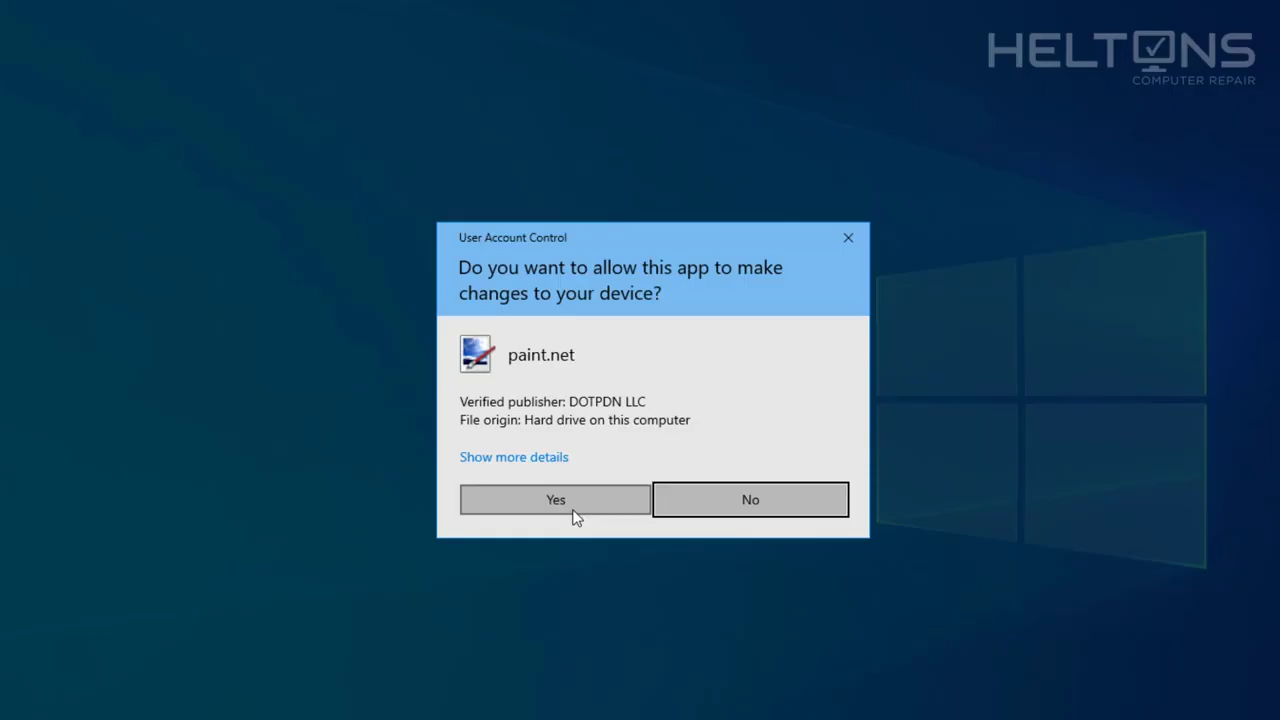 HELTONS
COMPUTER REPAIR
User Account Control
Do you want to allow this app to make
changes to your device?
paint.net
Verified publisher: DOTPDN LLC
File origin: Hard drive on this computer
Show more details
Yes
No